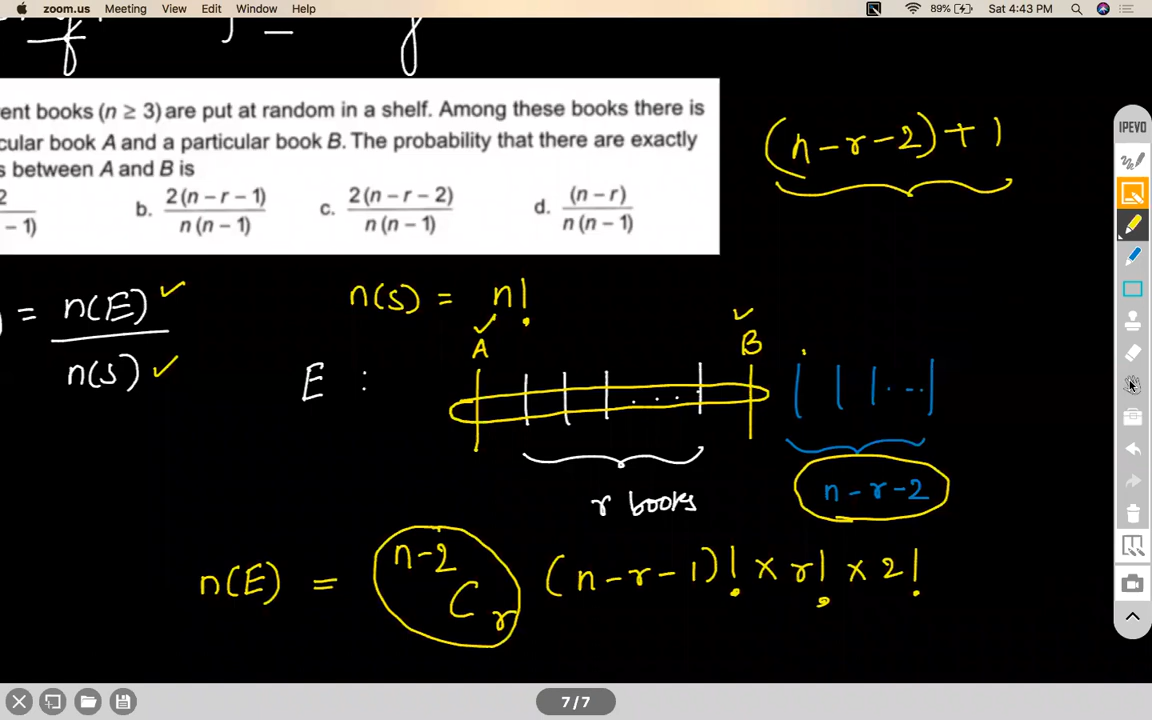 zoom.us Meeting View Edit Window Help 89% Sat 4:43 PM
ent books (n ≥ 3) are put at random in a shelf. Among these books there is
cular book A and a particular book B. The probability that there are exactly
s between A and B is
2 / – 1) b. 2(n – r – 1) / n(n – 1) c. 2(n – r – 2) / n(n – 1) d. (n – r) / n(n – 1)
(n-r-2)+1
= n(E) / n(S)
n(S) = n!
E : A B
r books
n-r-2
n(E) = n-2Cr (n-r-1)! × r! × 2!
IPEVO
7/7